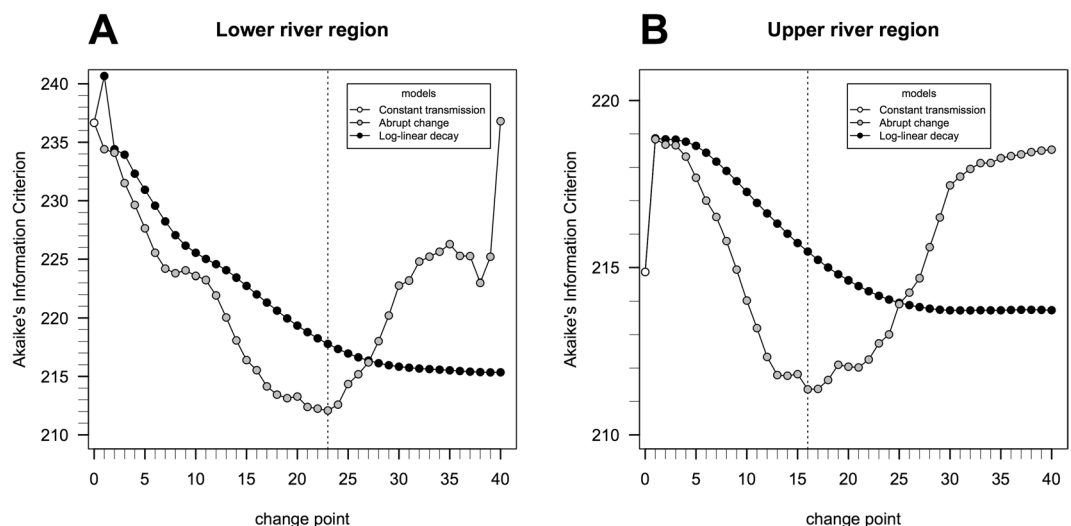 A Lower river region
Akaike's Information Criterion
240
235
230
225
220
215
210
models
Constant transmission
Abrupt change
Log-linear decay
0 5 10 15 20 25 30 35 40
change point
B Upper river region
Akaike's Information Criterion
220
215
210
models
Constant transmission
Abrupt change
Log-linear decay
0 5 10 15 20 25 30 35 40
change point